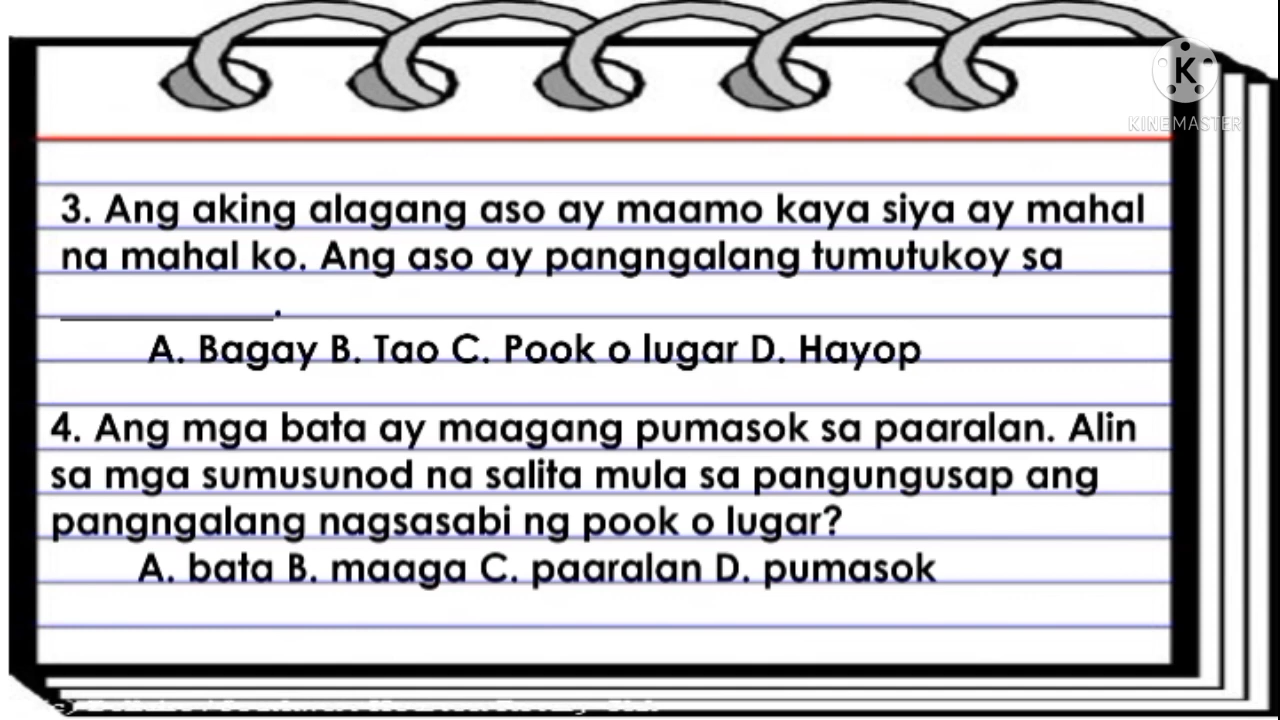 K
KINEMASTER
3. Ang aking alagang aso ay maamo kaya siya ay mahal
na mahal ko. Ang aso ay pangngalang tumutukoy sa
___________.
A. Bagay B. Tao C. Pook o lugar D. Hayop
4. Ang mga bata ay maagang pumasok sa paaralan. Alin
sa mga sumusunod na salita mula sa pangungusap ang
pangngalang nagsasabi ng pook o lugar?
A. bata B. maaga C. paaralan D. pumasok